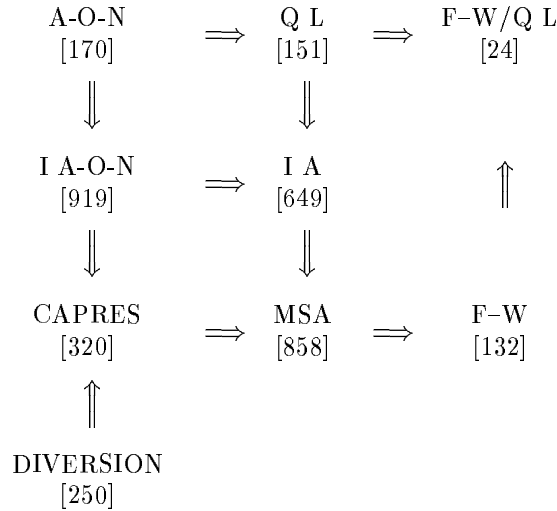 A-O-N ⟹ Q L ⟹ F–W/Q L
[170] [151] [24]
⇓ ⇓
I A-O-N ⟹ I A ⇑
[919] [649]
⇓ ⇓
CAPRES ⟹ MSA ⟹ F–W
[320] [858] [132]
⇑
DIVERSION
[250]